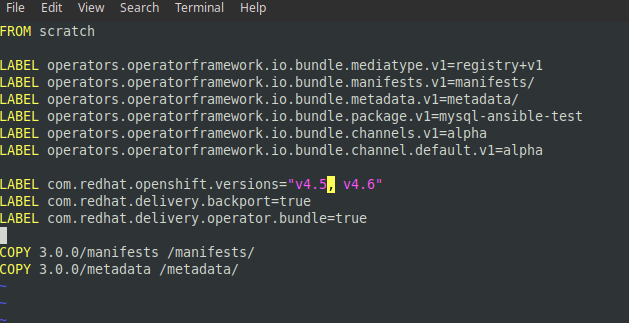 File Edit View Search Terminal Help
FROM scratch
LABEL operators.operatorframework.io.bundle.mediatype.v1=registry+v1
LABEL operators.operatorframework.io.bundle.manifests.v1=manifests/
LABEL operators.operatorframework.io.bundle.metadata.v1=metadata/
LABEL operators.operatorframework.io.bundle.package.v1=mysql-ansible-test
LABEL operators.operatorframework.io.bundle.channels.v1=alpha
LABEL operators.operatorframework.io.bundle.channel.default.v1=alpha
LABEL com.redhat.openshift.versions="v4.5, v4.6"
LABEL com.redhat.delivery.backport=true
LABEL com.redhat.delivery.operator.bundle=true
COPY 3.0.0/manifests /manifests/
COPY 3.0.0/metadata /metadata/
~
~
~